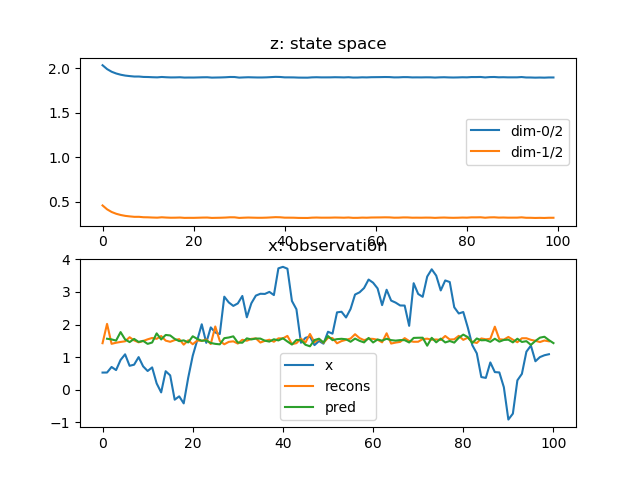 z: state space
2.0
1.5
1.0
0.5
dim-0/2
dim-1/2
0 20 40 60 80 100
x: observation
4
3
2
1
0
−1
x
recons
pred
0 20 40 60 80 100